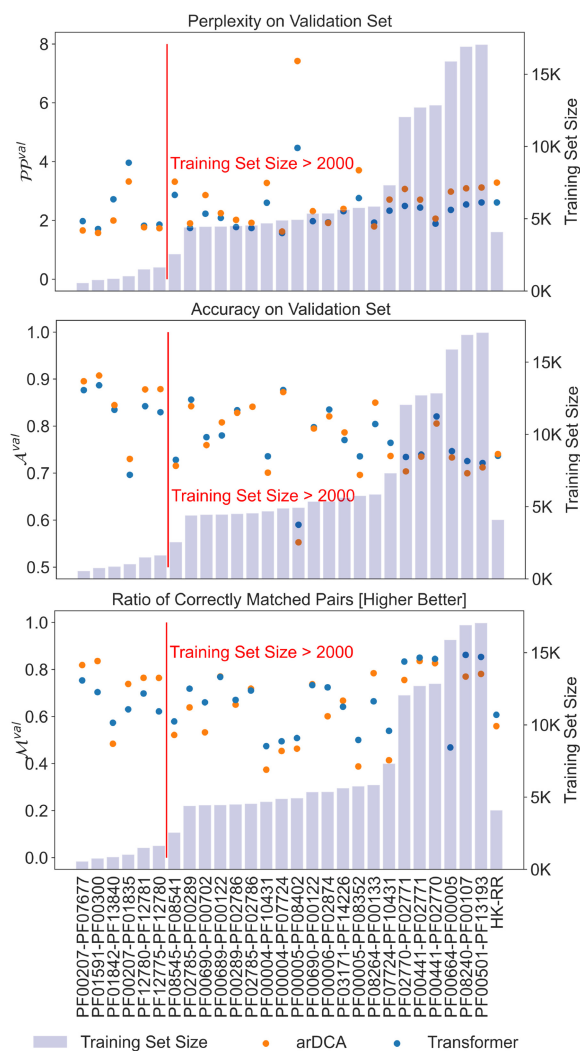 Perplexity on Validation Set
8
6
4
2
0
PP^val
15K
10K
5K
0K
Training Set Size
Training Set Size > 2000
Accuracy on Validation Set
1.0
0.9
0.8
0.7
0.6
0.5
A^val
15K
10K
5K
0K
Training Set Size
Training Set Size > 2000
Ratio of Correctly Matched Pairs [Higher Better]
1.0
0.8
0.6
0.4
0.2
0.0
M^val
15K
10K
5K
0K
Training Set Size
Training Set Size > 2000
PF00207-PF07677
PF01591-PF00300
PF01842-PF13840
PF00207-PF01835
PF12780-PF12781
PF12775-PF12780
PF08545-PF08541
PF02785-PF00289
PF00690-PF00702
PF00689-PF00122
PF00289-PF02786
PF02785-PF02786
PF00004-PF10431
PF00004-PF07724
PF00005-PF08402
PF00690-PF00122
PF00006-PF02874
PF03171-PF14226
PF00005-PF08352
PF08264-PF00133
PF07724-PF10431
PF02770-PF02771
PF00441-PF02771
PF00441-PF02770
PF00664-PF00005
PF08240-PF00107
PF00501-PF13193
HK-RR
Training Set Size
arDCA
Transformer